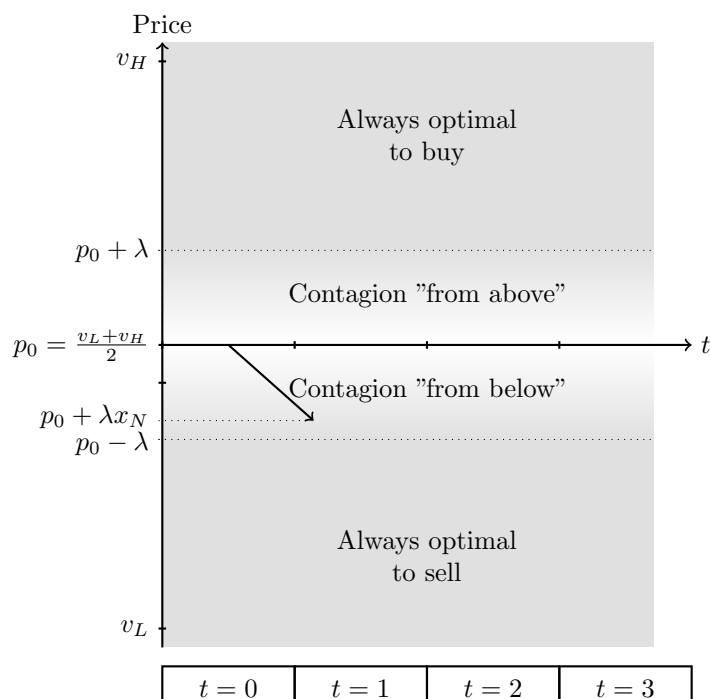 Price
v_H
Always optimal
to buy
p_0 + λ
Contagion "from above"
p_0 = \frac{v_L+v_H}{2}
t
Contagion "from below"
p_0 + λx_N
p_0 − λ
Always optimal
to sell
v_L
t = 0 t = 1 t = 2 t = 3